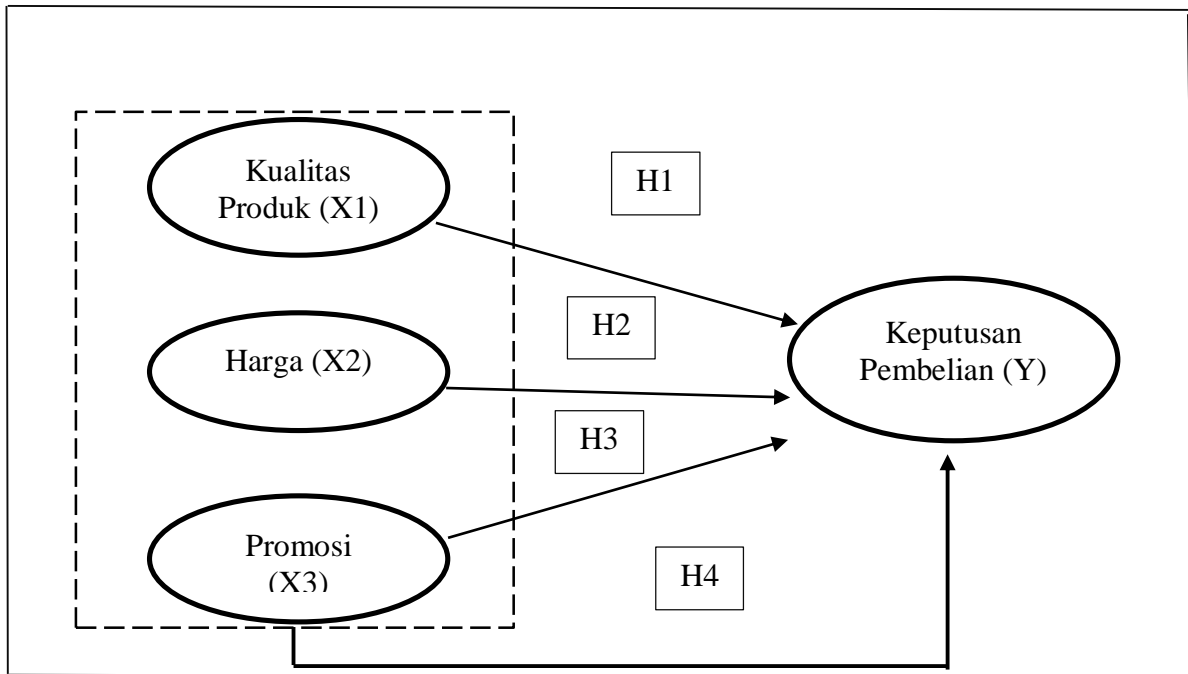 Kualitas
Produk (X1)
H1
H2
Harga (X2)
Keputusan
Pembelian (Y)
H3
Promosi
(X3)
H4